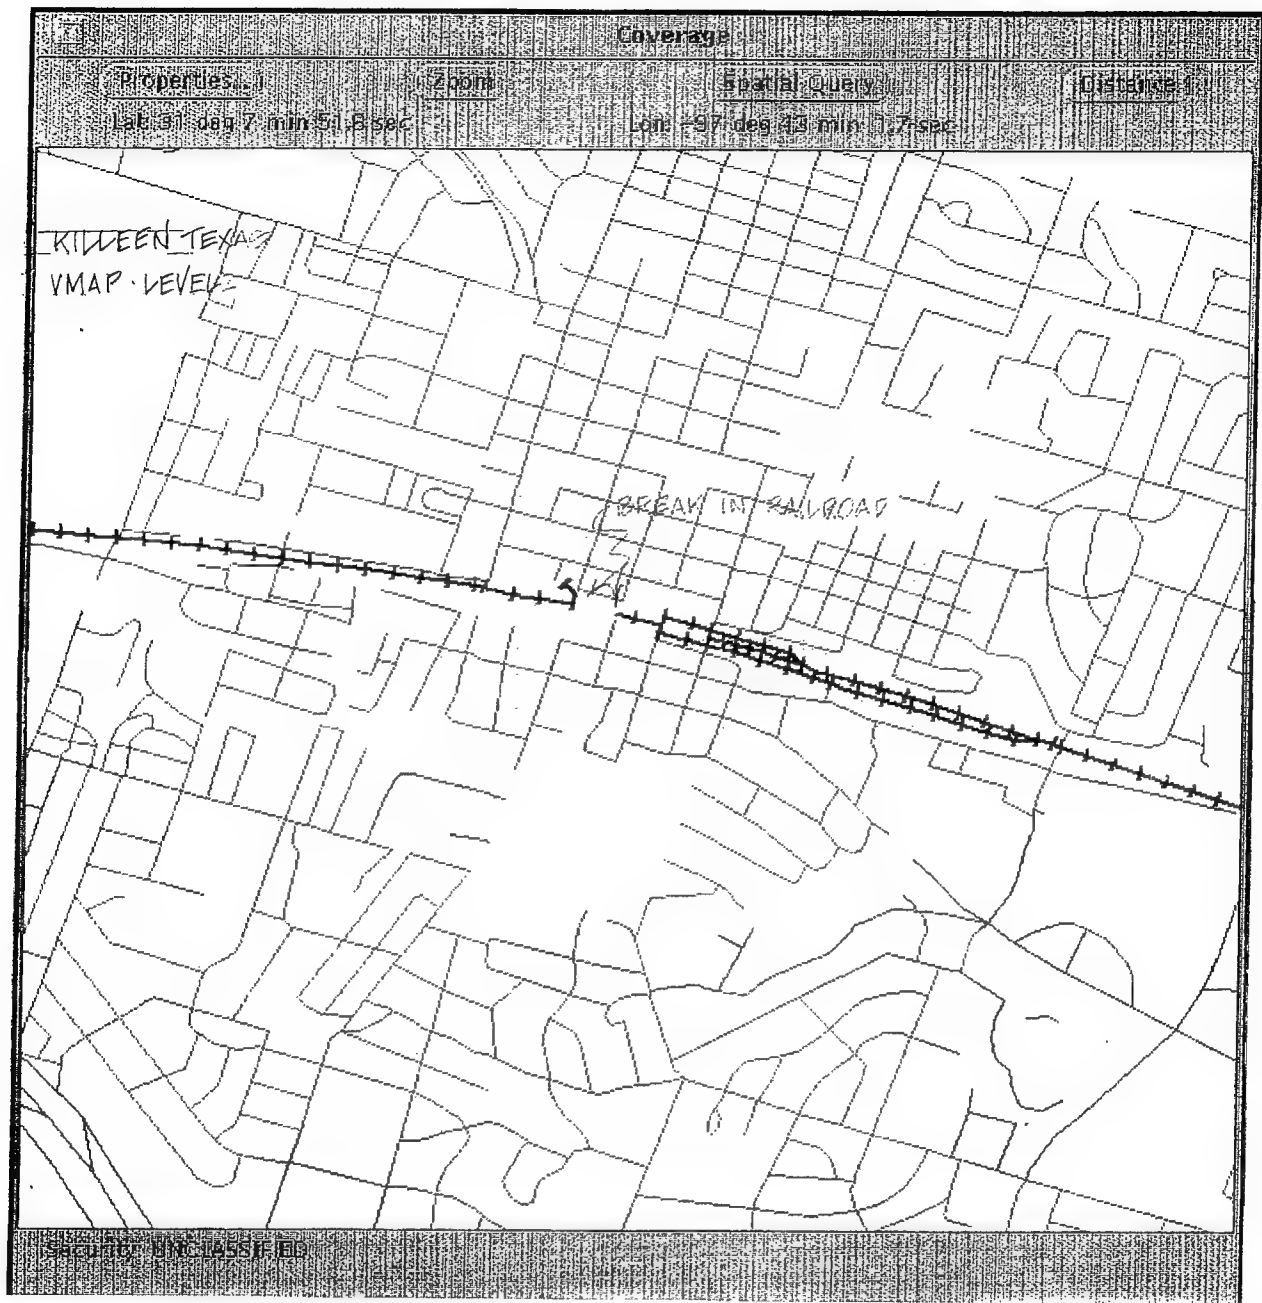 Coverage
Properties... Zoom Spatial Query Distance
Lat: 31 deg 7 min 51.8 sec Lon: -97 deg 43 min 1.7 sec
KILLEEN TEXAS
VMAP · LEVEL
BREAK IN RAILROAD
Security: UNCLASSIFIED